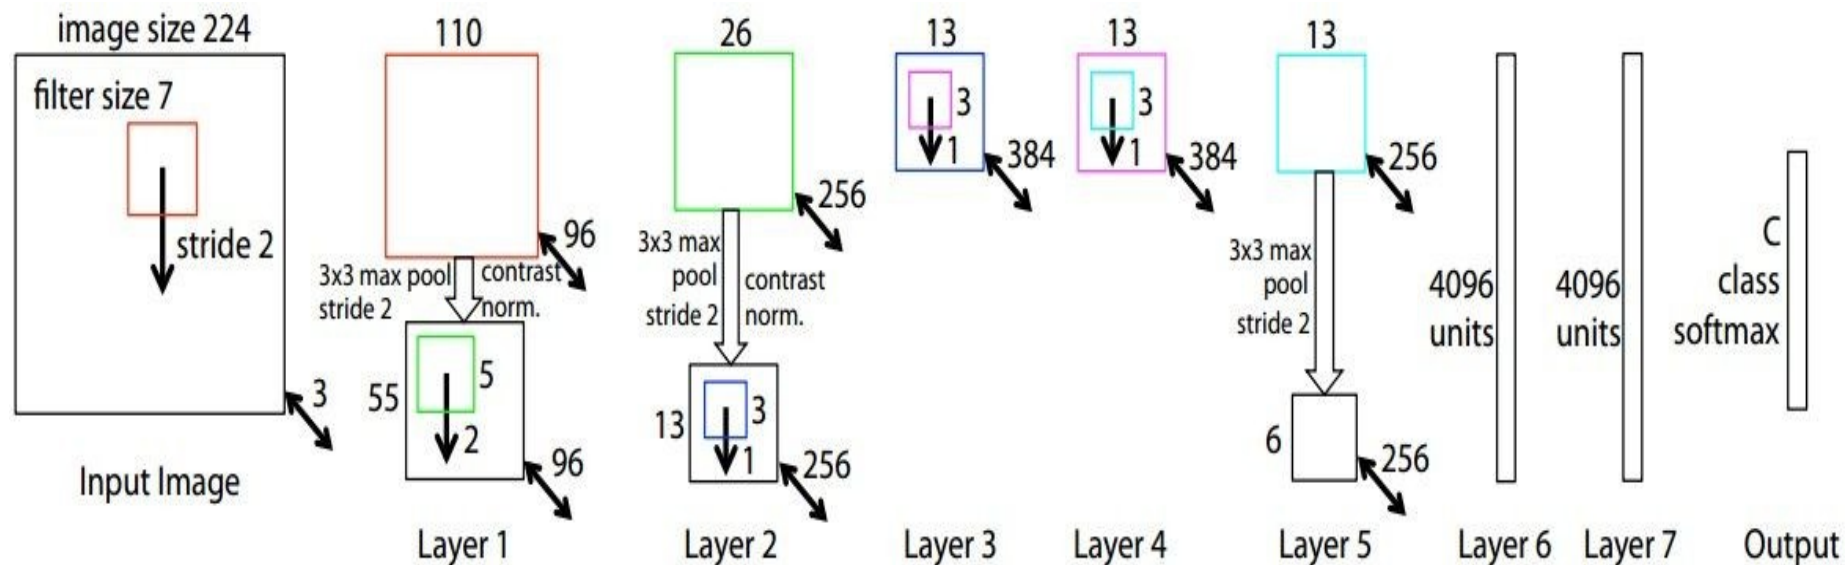 image size 224
filter size 7
stride 2
3
Input Image
110
96
3x3 max pool
stride 2
contrast
norm.
55
5
2
96
Layer 1
26
256
3x3 max
pool
stride 2
contrast
norm.
13
3
1
256
Layer 2
13
3
1
384
Layer 3
13
3
1
384
Layer 4
13
256
3x3 max
pool
stride 2
6
256
Layer 5
4096
units
Layer 6
4096
units
Layer 7
C
class
softmax
Output